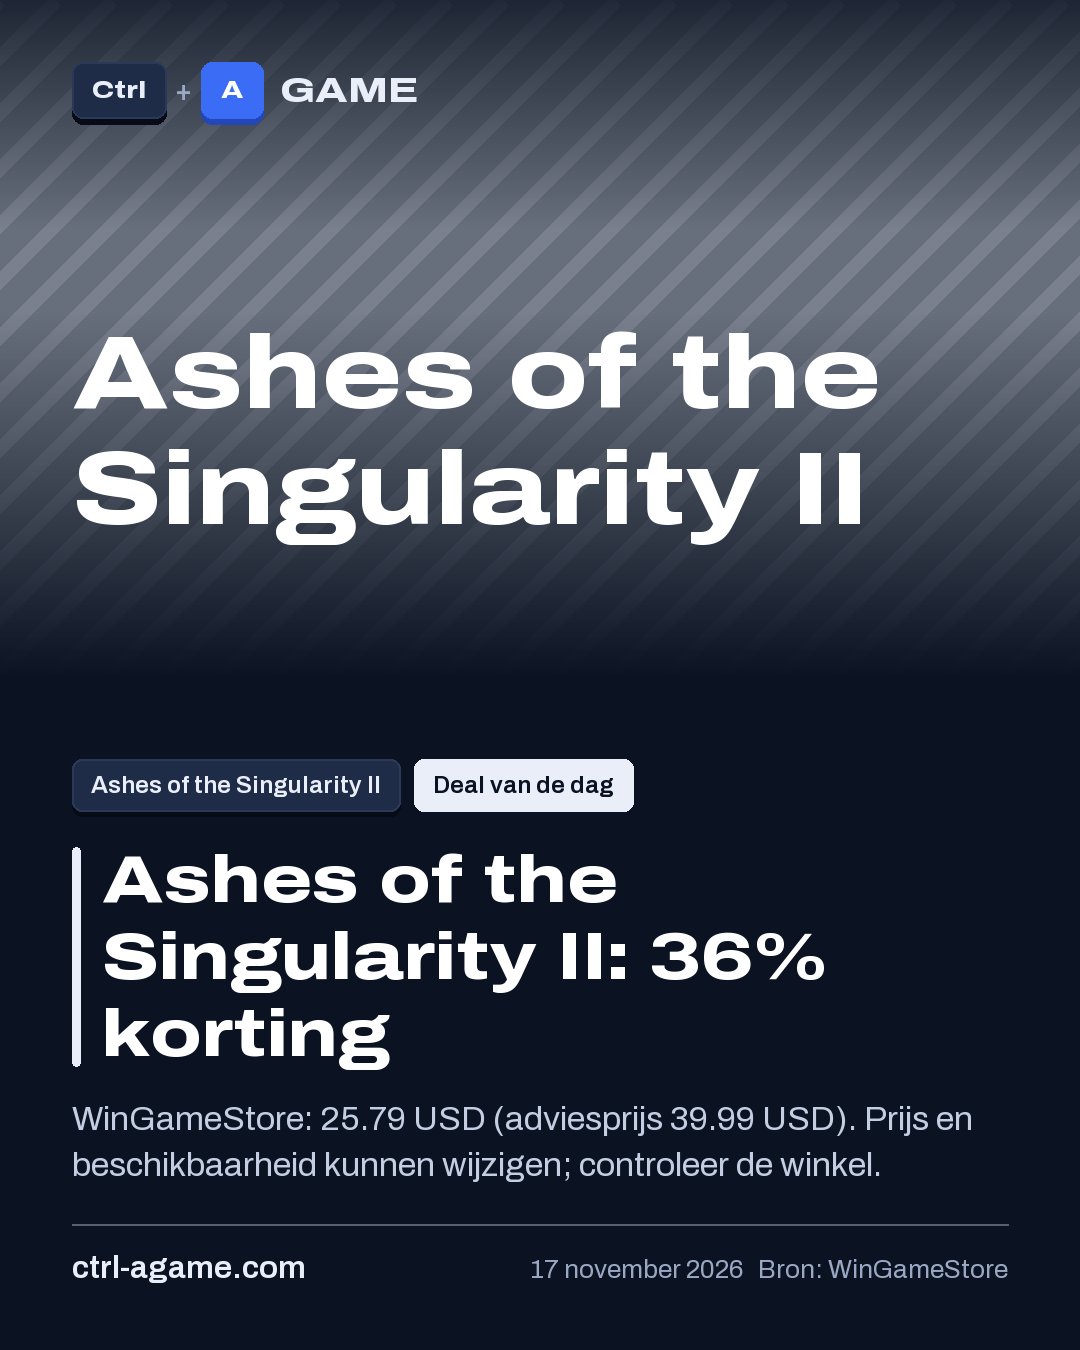 Ctrl + A GAME
Ashes of the
Singularity II
Ashes of the Singularity II Deal van de dag
Ashes of the
Singularity II: 36%
korting
WinGameStore: 25.79 USD (adviesprijs 39.99 USD). Prijs en
beschikbaarheid kunnen wijzigen; controleer de winkel.
ctrl-agame.com 17 november 2026 Bron: WinGameStore